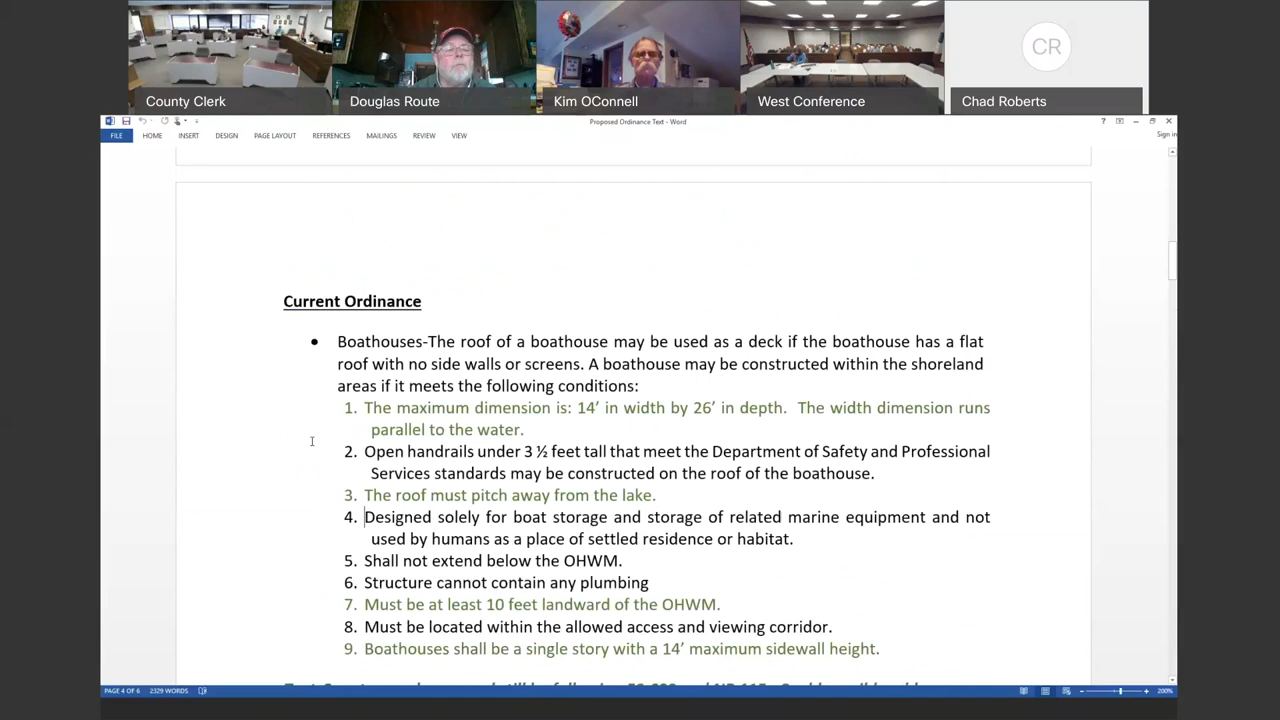 CR
County Clerk
Douglas Route
Kim OConnell
West Conference
Chad Roberts
Proposed Ordinance Text - Word
?
Sign in
FILE HOME INSERT DESIGN PAGE LAYOUT REFERENCES MAILINGS REVIEW VIEW
Current Ordinance
• Boathouses-The roof of a boathouse may be used as a deck if the boathouse has a flat
roof with no side walls or screens. A boathouse may be constructed within the shoreland
areas if it meets the following conditions:
1. The maximum dimension is: 14’ in width by 26’ in depth. The width dimension runs
parallel to the water.
2. Open handrails under 3 ½ feet tall that meet the Department of Safety and Professional
Services standards may be constructed on the roof of the boathouse.
3. The roof must pitch away from the lake.
4. Designed solely for boat storage and storage of related marine equipment and not
used by humans as a place of settled residence or habitat.
5. Shall not extend below the OHWM.
6. Structure cannot contain any plumbing
7. Must be at least 10 feet landward of the OHWM.
8. Must be located within the allowed access and viewing corridor.
9. Boathouses shall be a single story with a 14’ maximum sidewall height.
PAGE 4 OF 6 2329 WORDS
200%